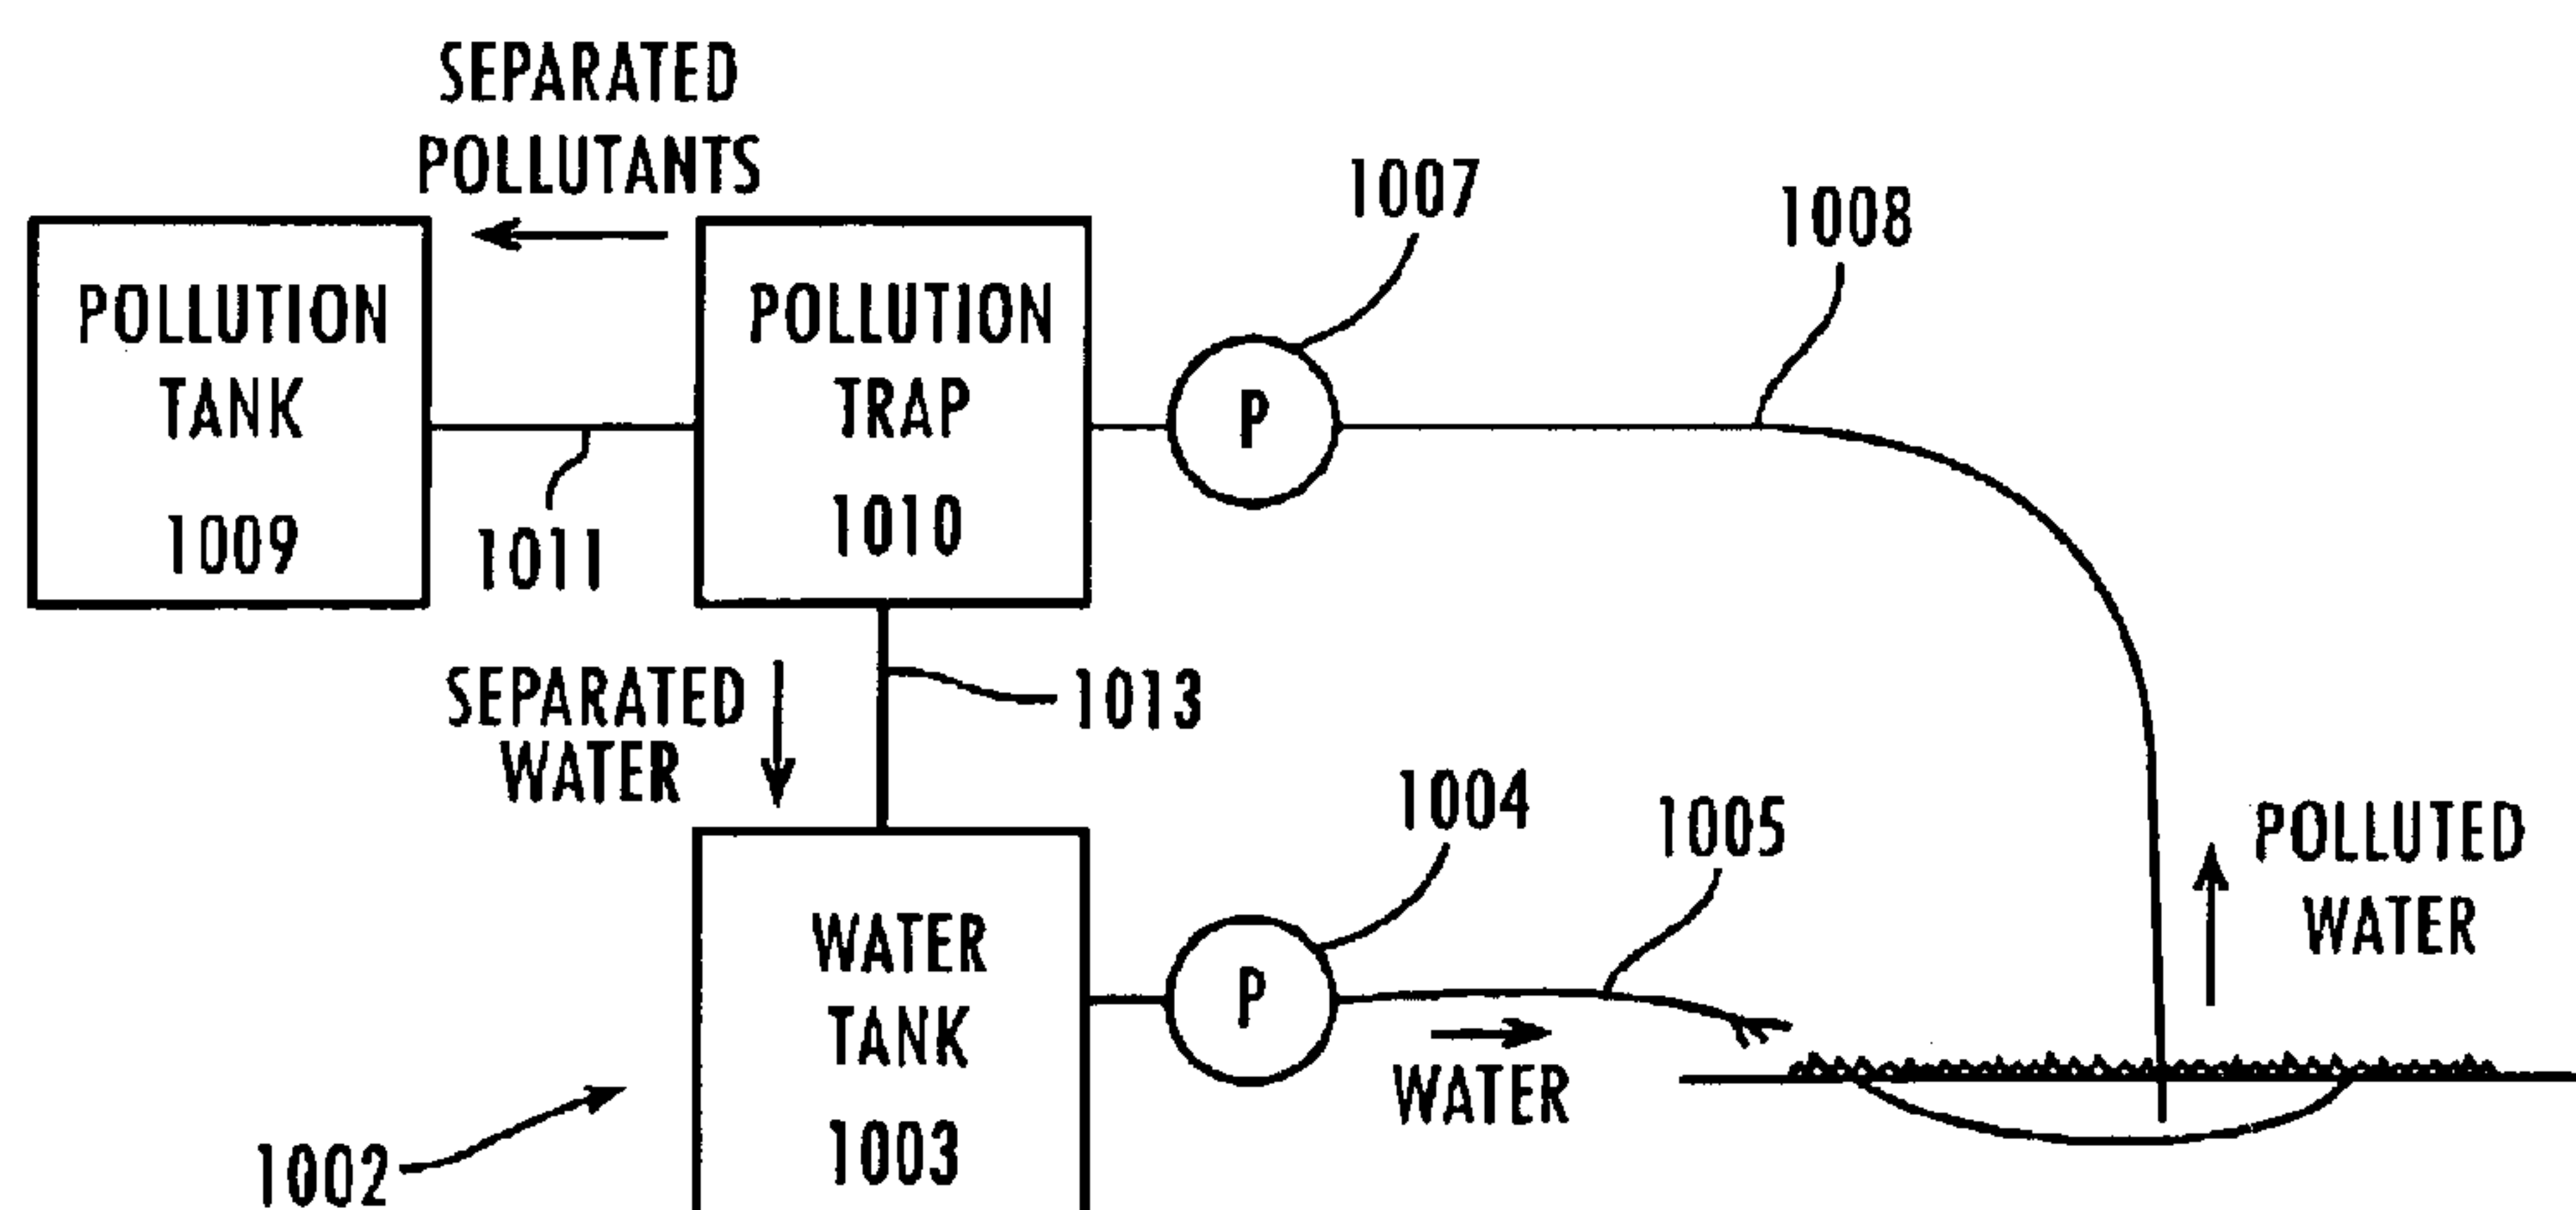 SEPARATED
POLLUTANTS
1007
1008
POLLUTION
TANK
1009
1011
POLLUTION
TRAP
1010
P
SEPARATED
WATER
1013
1004
1005
POLLUTED
WATER
WATER
TANK
1003
P
WATER
1002